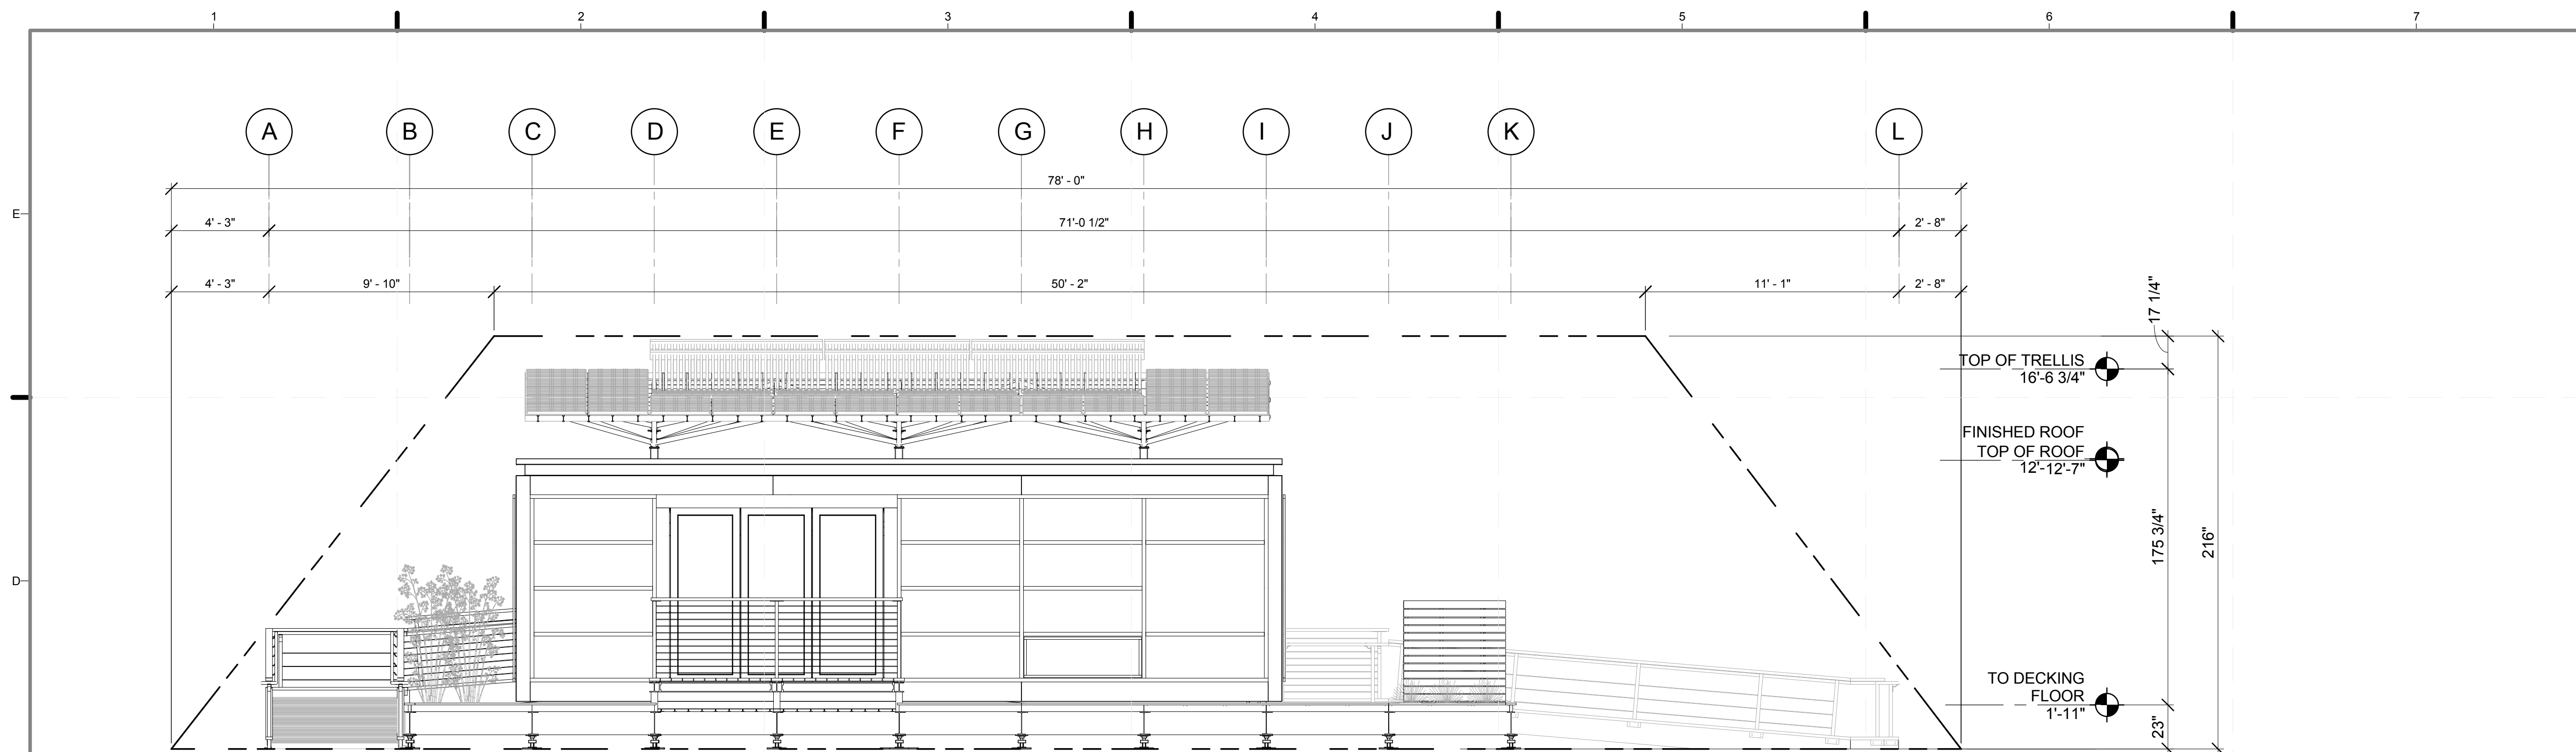 1 2 3 4 5 6 7
A B C D E F G H I J K L
78' - 0"
E
4' - 3" 71'-0 1/2" 2' - 8"
4' - 3" 9' - 10" 50' - 2" 11' - 1" 2' - 8"
17 1/4"
TOP OF TRELLIS
16'-6 3/4"
FINISHED ROOF
TOP OF ROOF
12'-12'-7"
175 3/4"
216"
D
TO DECKING
FLOOR
1'-11"
23"